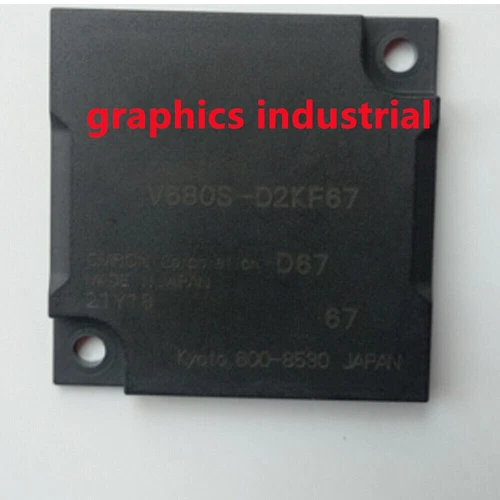 graphics industrial
V680S-D2KF67
OMRON Corporation D67
MADE IN JAPAN
21Y18
67
Kyoto 600-8530 JAPAN